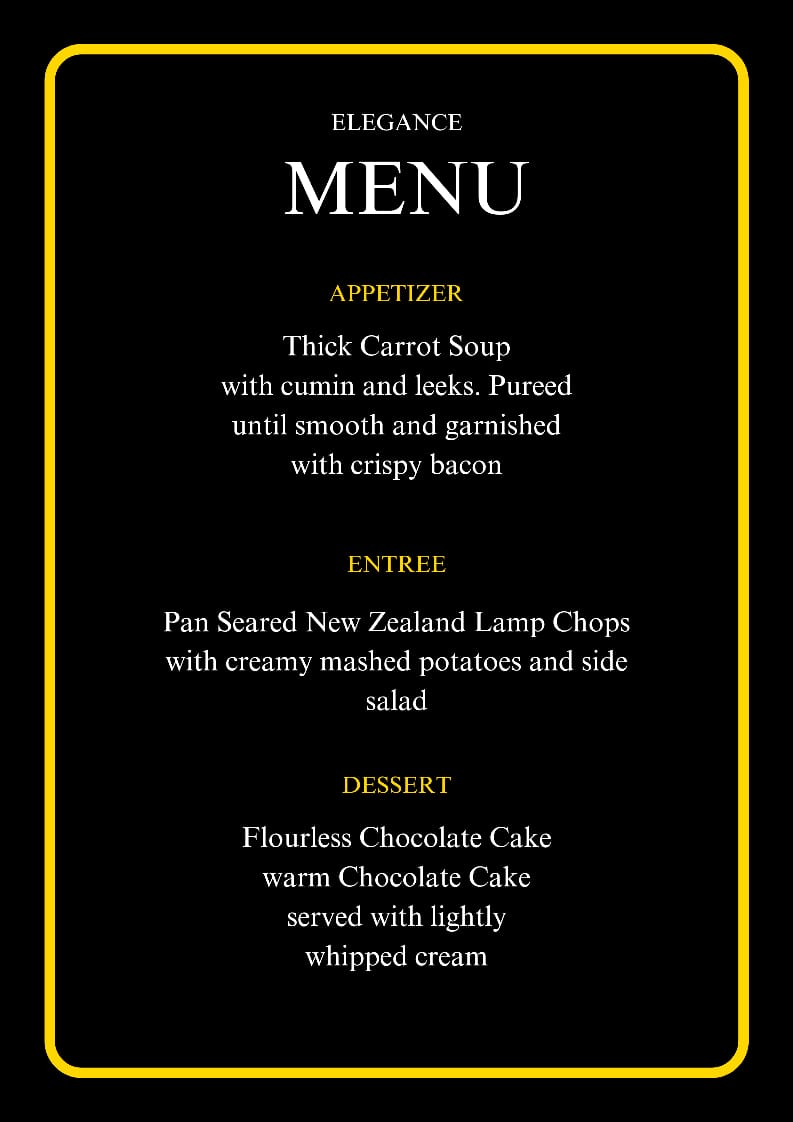 ELEGANCE
MENU
APPETIZER
Thick Carrot Soup
with cumin and leeks. Pureed
until smooth and garnished
with crispy bacon
ENTREE
Pan Seared New Zealand Lamp Chops
with creamy mashed potatoes and side
salad
DESSERT
Flourless Chocolate Cake
warm Chocolate Cake
served with lightly
whipped cream